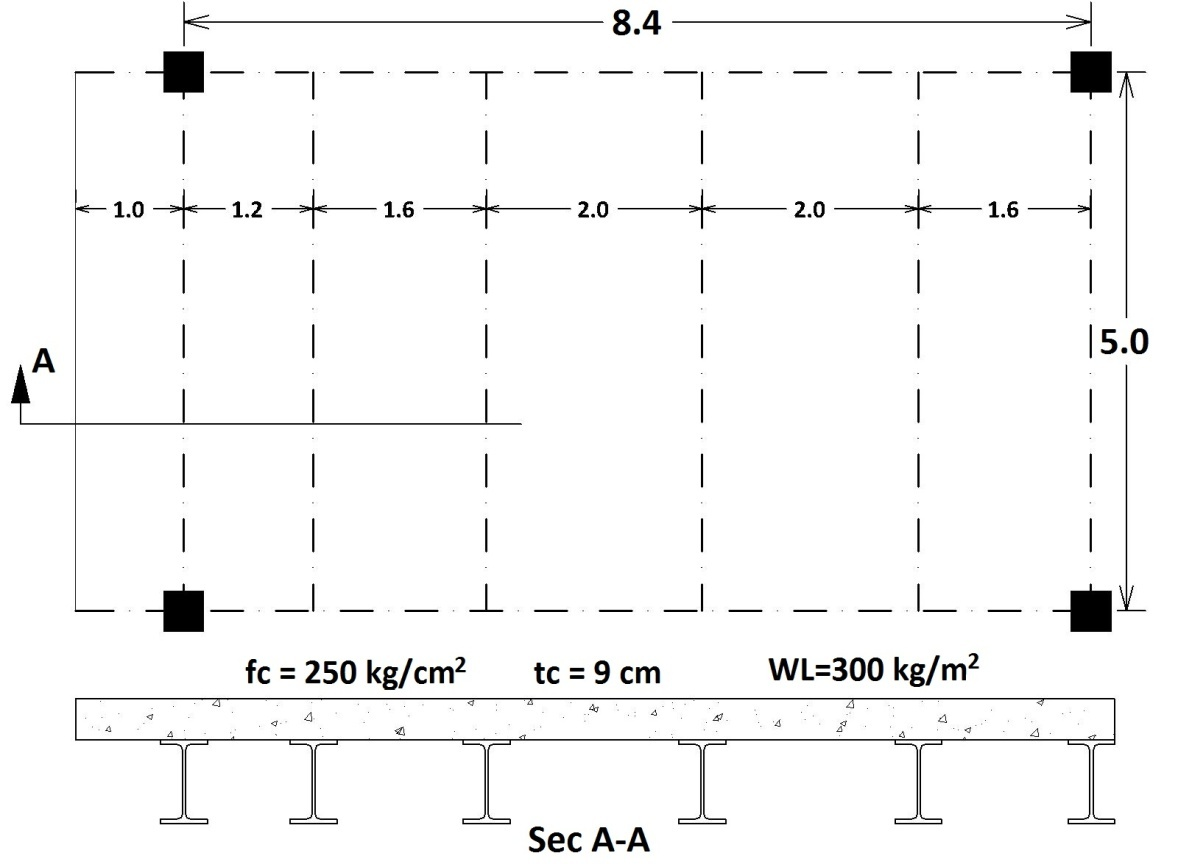 8.4
1.0 1.2 1.6 2.0 2.0 1.6
5.0
A
fc = 250 kg/cm² tc = 9 cm WL=300 kg/m²
Sec A-A